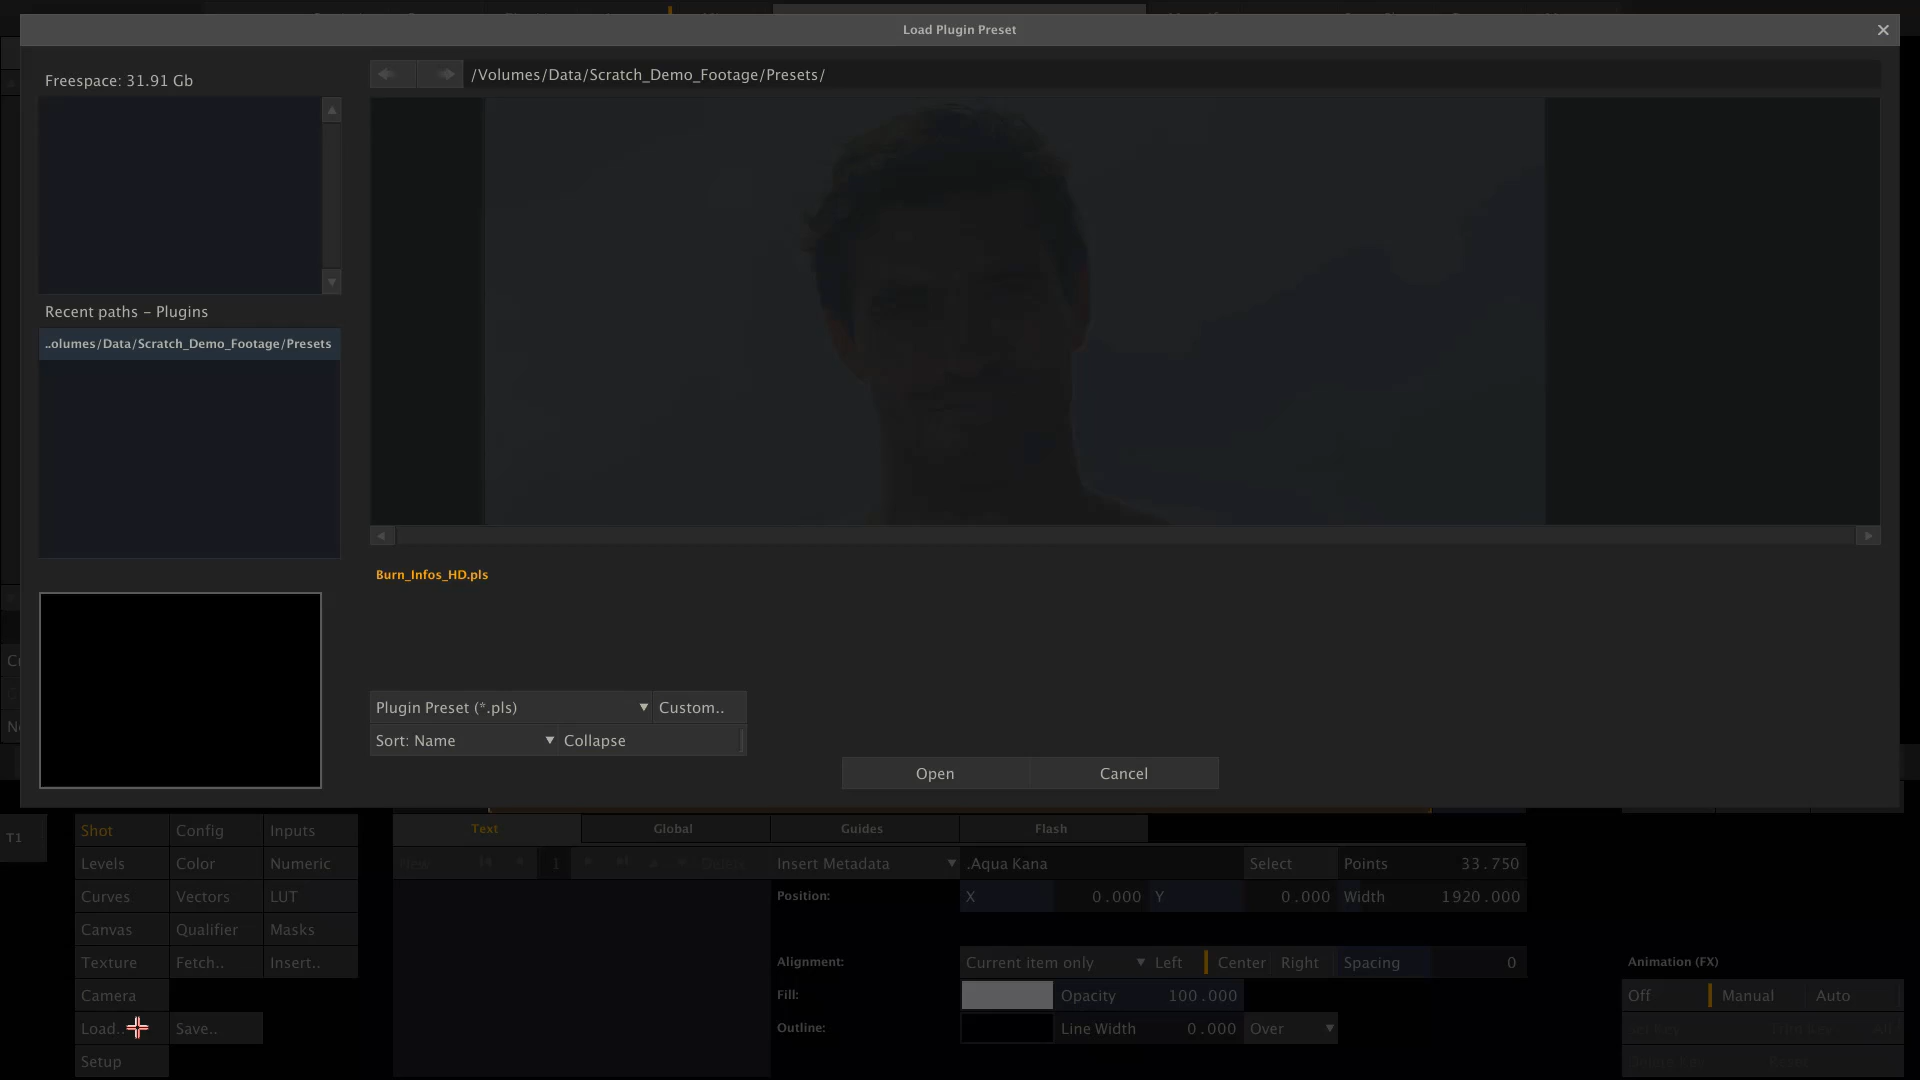 Load Plugin Preset
Freespace: 31.91 Gb
/Volumes/Data/Scratch_Demo_Footage/Presets/
Recent paths – Plugins
..olumes/Data/Scratch_Demo_Footage/Presets
Burn_Infos_HD.pls
Plugin Preset (*.pls) Custom..
Sort: Name Collapse
Open Cancel
T1
Shot Config Inputs
Levels Color Numeric
Curves Vectors LUT
Canvas Qualifier Masks
Texture Fetch.. Insert..
Camera
Load.. Save..
Setup
Text Global Guides Flash
New 1 Delete Insert Metadata .Aqua Kana Select Points 33.750
Position: X 0.000 Y 0.000 Width 1920.000
Alignment: Current item only Left Center Right Spacing 0
Fill: Opacity 100.000
Outline: Line Width 0.000 Over
Animation (FX)
Off Manual Auto